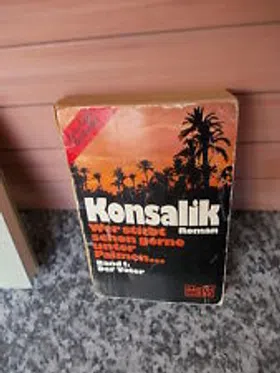 Konsalik
Roman
Wer stirbt
schon gerne
unter
Palmen...
Band 1:
Der Vater